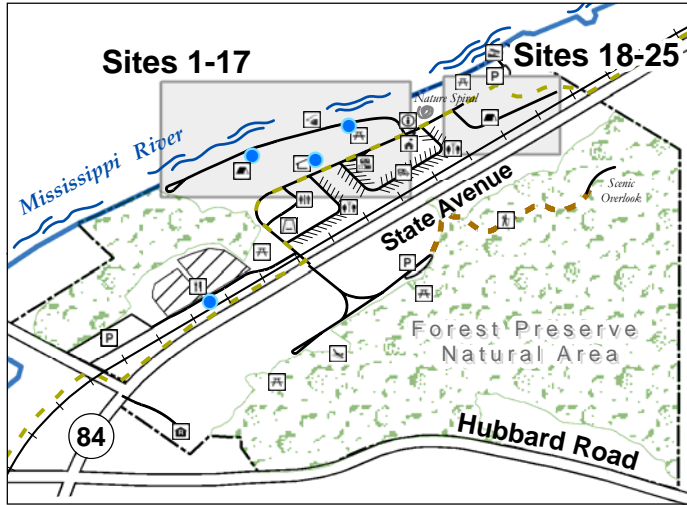 Sites 1-17
Sites 18-25
P
Nature Spiral
Mississippi River
State Avenue
Scenic
Overlook
P
Forest Preserve
Natural Area
P
84
Hubbard Road